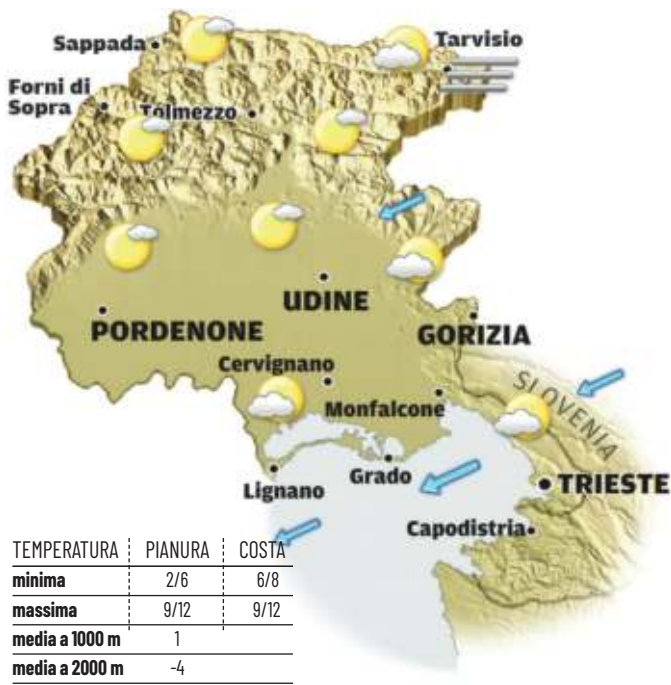 Sappada
Tarvisio
Forni di
Sopra
Tolmezzo
UDINE
PORDENONE
GORIZIA
Cervignano
SLOVENIA
Monfalcone
Grado
Lignano
TRIESTE
Capodistria
TEMPERATURA PIANURA COSTA
minima 2/6 6/8
massima 9/12 9/12
media a 1000 m 1
media a 2000 m -4